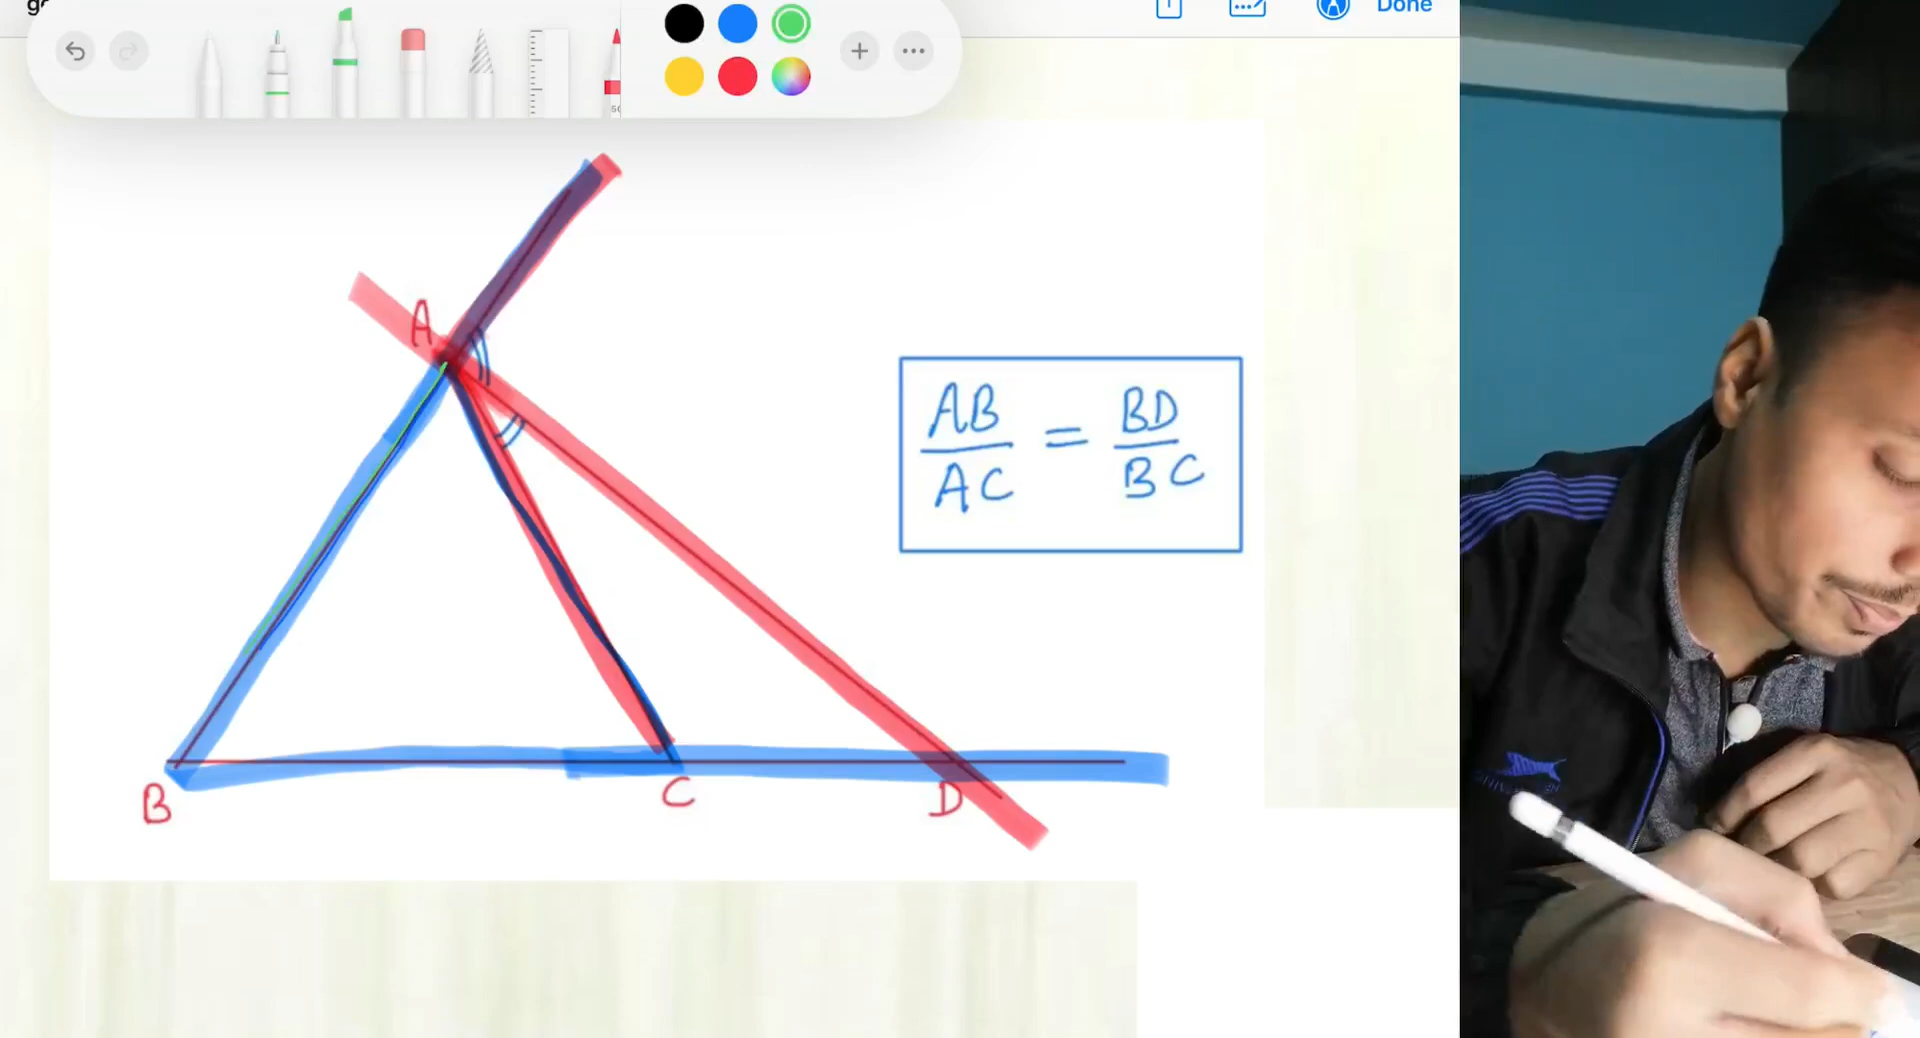 Done
A
AB = BD
AC BC
B C D